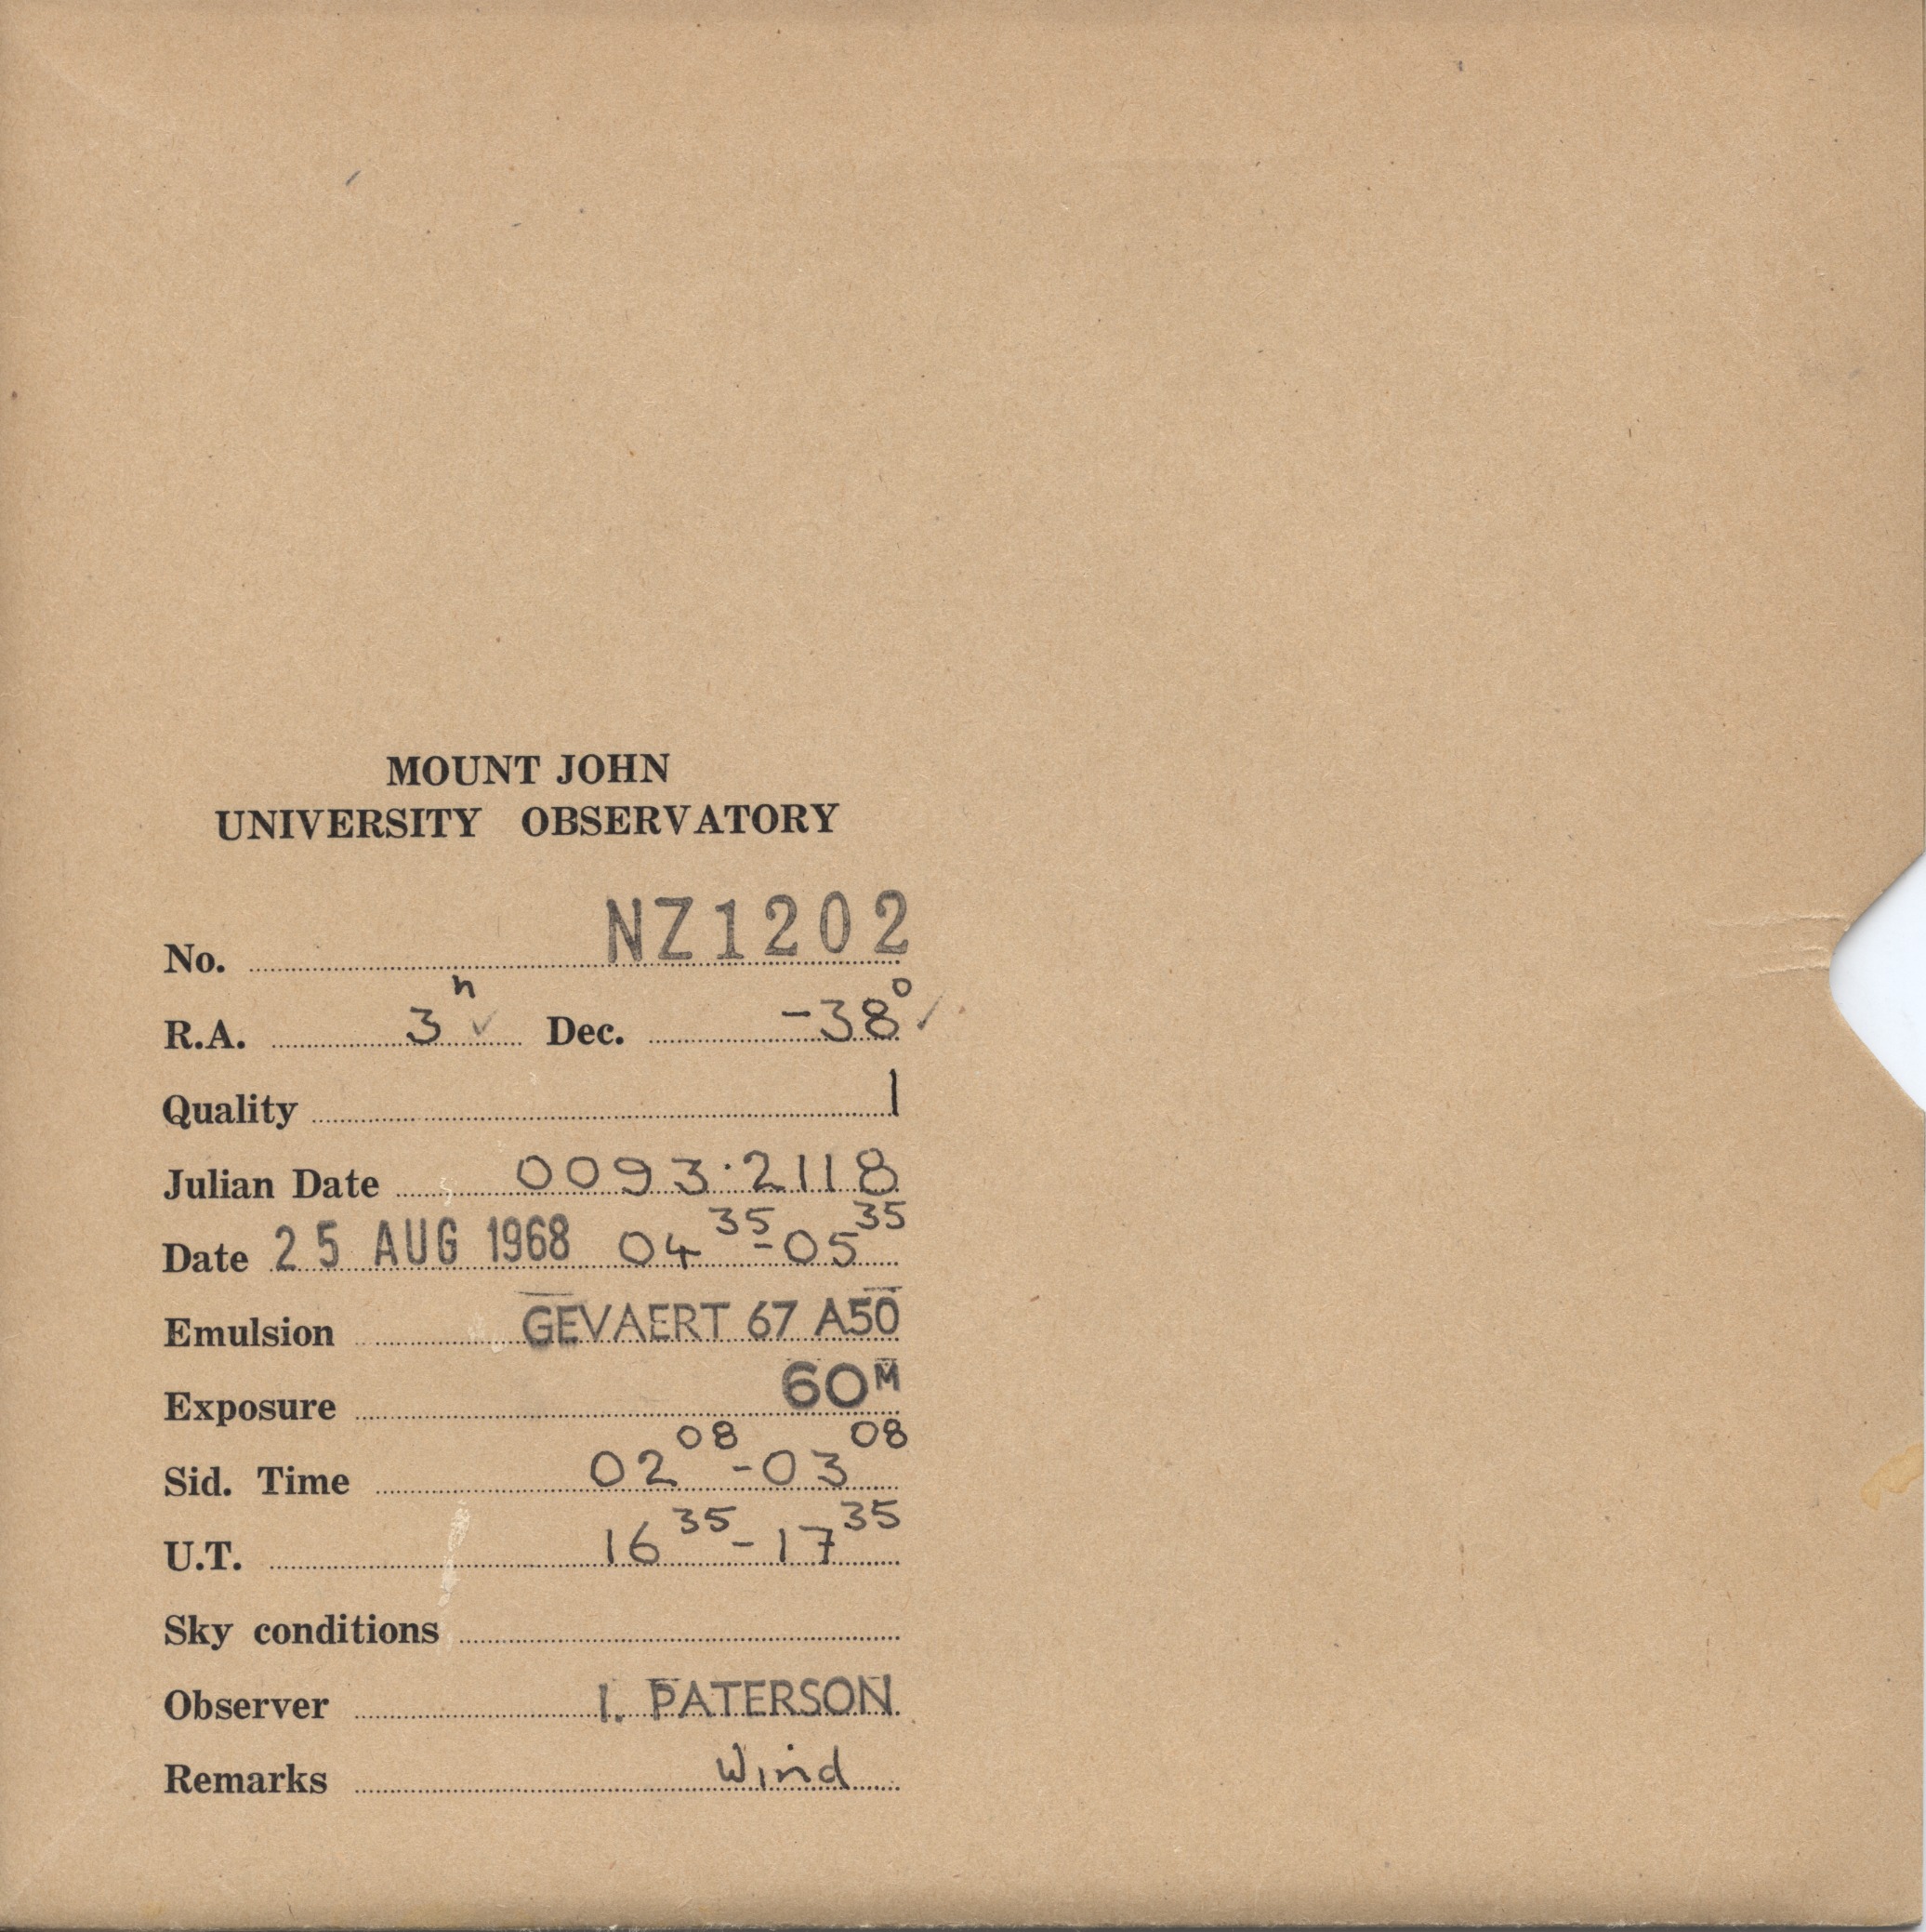 MOUNT JOHN
UNIVERSITY OBSERVATORY
No. NZ1202
R.A. 3h ✓ Dec. -38° ✓
Quality 1
Julian Date 0093.2118
Date 25 AUG 1968 04 35 - 05 35
Emulsion GEVAERT 67 A50
Exposure 60M
Sid. Time 02 08 - 03 08
U.T. 16 35 - 17 35
Sky conditions
Observer I. PATERSON
Remarks Wind